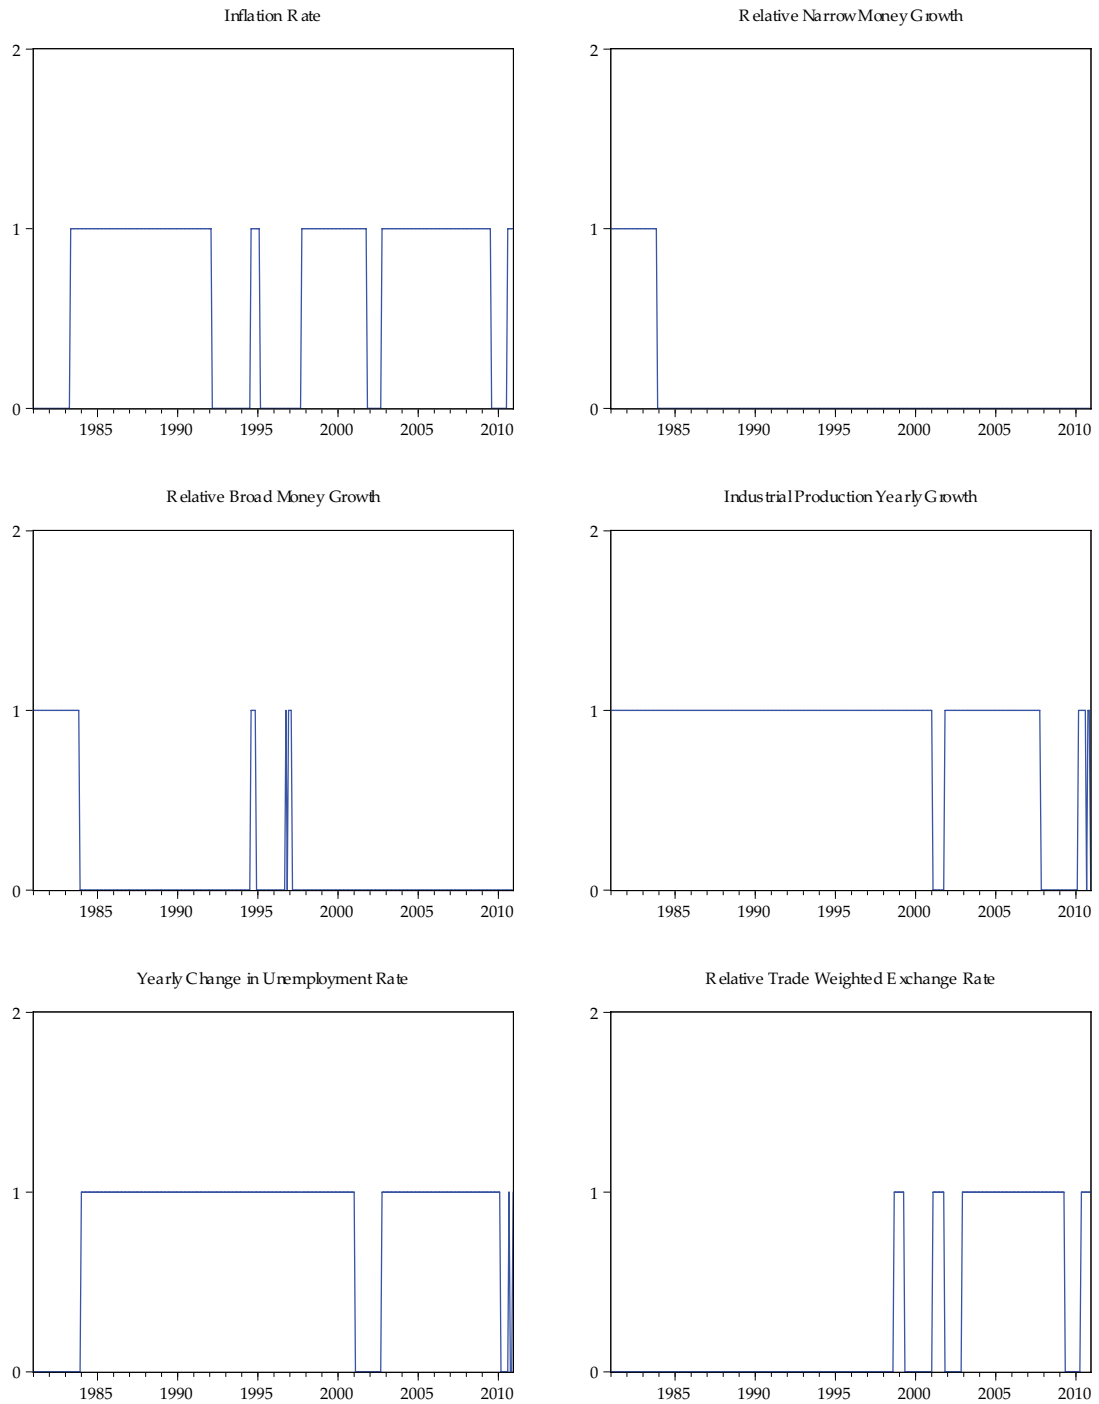 Inflation Rate
2
1
0
1985 1990 1995 2000 2005 2010
Relative Narrow Money Growth
2
1
0
1985 1990 1995 2000 2005 2010
Relative Broad Money Growth
2
1
0
1985 1990 1995 2000 2005 2010
Industrial Production Yearly Growth
2
1
0
1985 1990 1995 2000 2005 2010
Yearly Change in Unemployment Rate
2
1
0
1985 1990 1995 2000 2005 2010
Relative Trade Weighted Exchange Rate
2
1
0
1985 1990 1995 2000 2005 2010